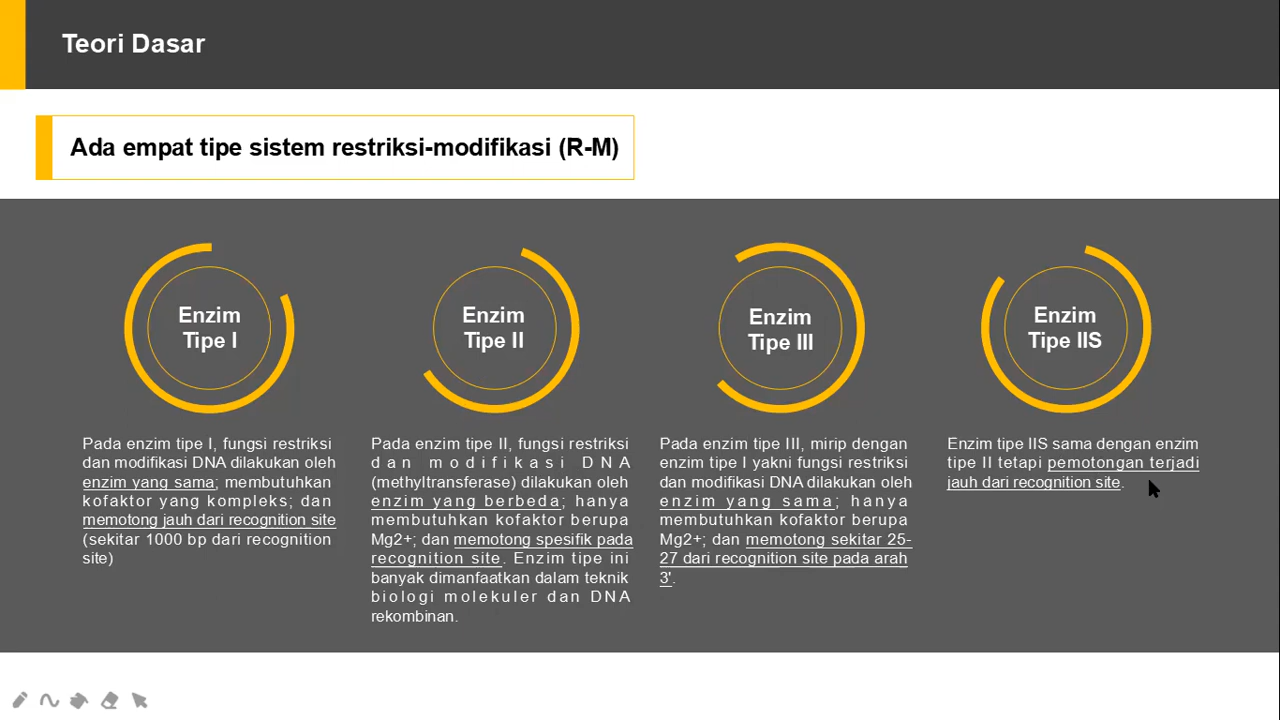 Teori Dasar
Ada empat tipe sistem restriksi-modifikasi (R-M)
Enzim
Tipe I
Pada enzim tipe I, fungsi restriksi
dan modifikasi DNA dilakukan oleh
enzim yang sama; membutuhkan
kofaktor yang kompleks; dan
memotong jauh dari recognition site
(sekitar 1000 bp dari recognition
site)
Enzim
Tipe II
Pada enzim tipe II, fungsi restriksi
dan modifikasi DNA
(methyltransferase) dilakukan oleh
enzim yang berbeda; hanya
membutuhkan kofaktor berupa
Mg2+; dan memotong spesifik pada
recognition site. Enzim tipe ini
banyak dimanfaatkan dalam teknik
biologi molekuler dan DNA
rekombinan.
Enzim
Tipe III
Pada enzim tipe III, mirip dengan
enzim tipe I yakni fungsi restriksi
dan modifikasi DNA dilakukan oleh
enzim yang sama; hanya
membutuhkan kofaktor berupa
Mg2+; dan memotong sekitar 25-
27 dari recognition site pada arah
3'.
Enzim
Tipe IIS
Enzim tipe IIS sama dengan enzim
tipe II tetapi pemotongan terjadi
jauh dari recognition site.